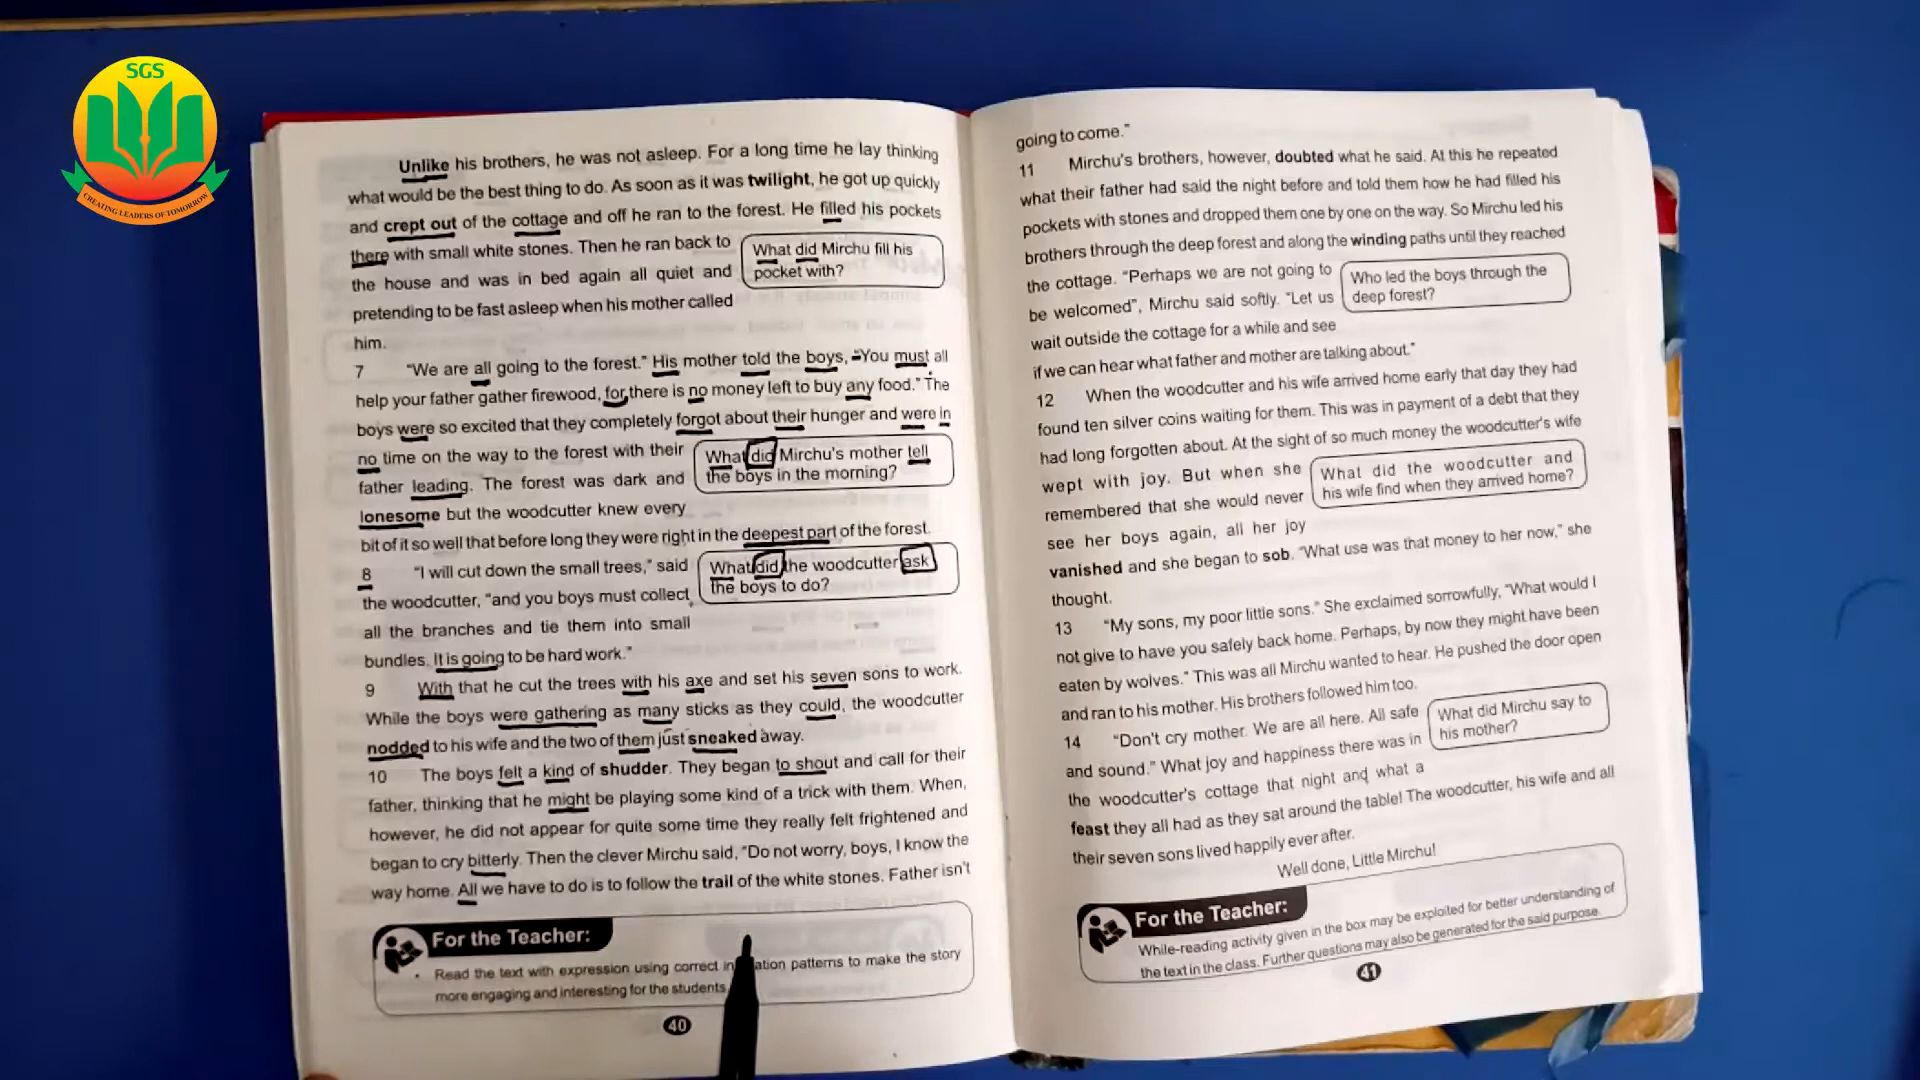 SGS
CREATING LEADERS OF TOMORROW
Unlike his brothers, he was not asleep. For a long time he lay thinking
what would be the best thing to do. As soon as it was twilight, he got up quickly
and crept out of the cottage and off he ran to the forest. He filled his pockets
there with small white stones. Then he ran back to
the house and was in bed again all quiet and
pretending to be fast asleep when his mother called
him.
What did Mirchu fill his
pocket with?
7 "We are all going to the forest." His mother told the boys, "You must all
help your father gather firewood, for there is no money left to buy any food." The
boys were so excited that they completely forgot about their hunger and were in
no time on the way to the forest with their
father leading. The forest was dark and
lonesome but the woodcutter knew every
bit of it so well that before long they were right in the deepest part of the forest.
What did Mirchu's mother tell
the boys in the morning?
8 "I will cut down the small trees," said
the woodcutter, "and you boys must collect
all the branches and tie them into small
bundles. It is going to be hard work."
What did the woodcutter ask
the boys to do?
9 With that he cut the trees with his axe and set his seven sons to work.
While the boys were gathering as many sticks as they could, the woodcutter
nodded to his wife and the two of them just sneaked away.
10 The boys felt a kind of shudder. They began to shout and call for their
father, thinking that he might be playing some kind of a trick with them. When,
however, he did not appear for quite some time they really felt frightened and
began to cry bitterly. Then the clever Mirchu said, "Do not worry, boys, I know the
way home. All we have to do is to follow the trail of the white stones. Father isn't
For the Teacher:
• Read the text with expression using correct patterns to make the story
more engaging and interesting for the students.
40
going to come."
11 Mirchu's brothers, however, doubted what he said. At this he repeated
what their father had said the night before and told them how he had filled his
pockets with stones and dropped them one by one on the way. So Mirchu led his
brothers through the deep forest and along the winding paths until they reached
the cottage. "Perhaps we are not going to
be welcomed", Mirchu said softly. "Let us
wait outside the cottage for a while and see
if we can hear what father and mother are talking about."
Who led the boys through the
deep forest?
12 When the woodcutter and his wife arrived home early that day they had
found ten silver coins waiting for them. This was in payment of a debt that they
had long forgotten about. At the sight of so much money the woodcutter's wife
wept with joy. But when she
remembered that she would never
see her boys again, all her joy
vanished and she began to sob. "What use was that money to her now," she
thought.
What did the woodcutter and
his wife find when they arrived home?
13 "My sons, my poor little sons." She exclaimed sorrowfully, "What would I
not give to have you safely back home. Perhaps, by now they might have been
eaten by wolves." This was all Mirchu wanted to hear. He pushed the door open
and ran to his mother. His brothers followed him too.
14 "Don't cry mother. We are all here. All safe
and sound." What joy and happiness there was in
the woodcutter's cottage that night and what a
feast they all had as they sat around the table! The woodcutter, his wife and all
their seven sons lived happily ever after.
What did Mirchu say to
his mother?
Well done, Little Mirchu!
For the Teacher:
While-reading activity given in the box may be exploited for better understanding of
the text in the class. Further questions may also be generated for the said purpose.
41